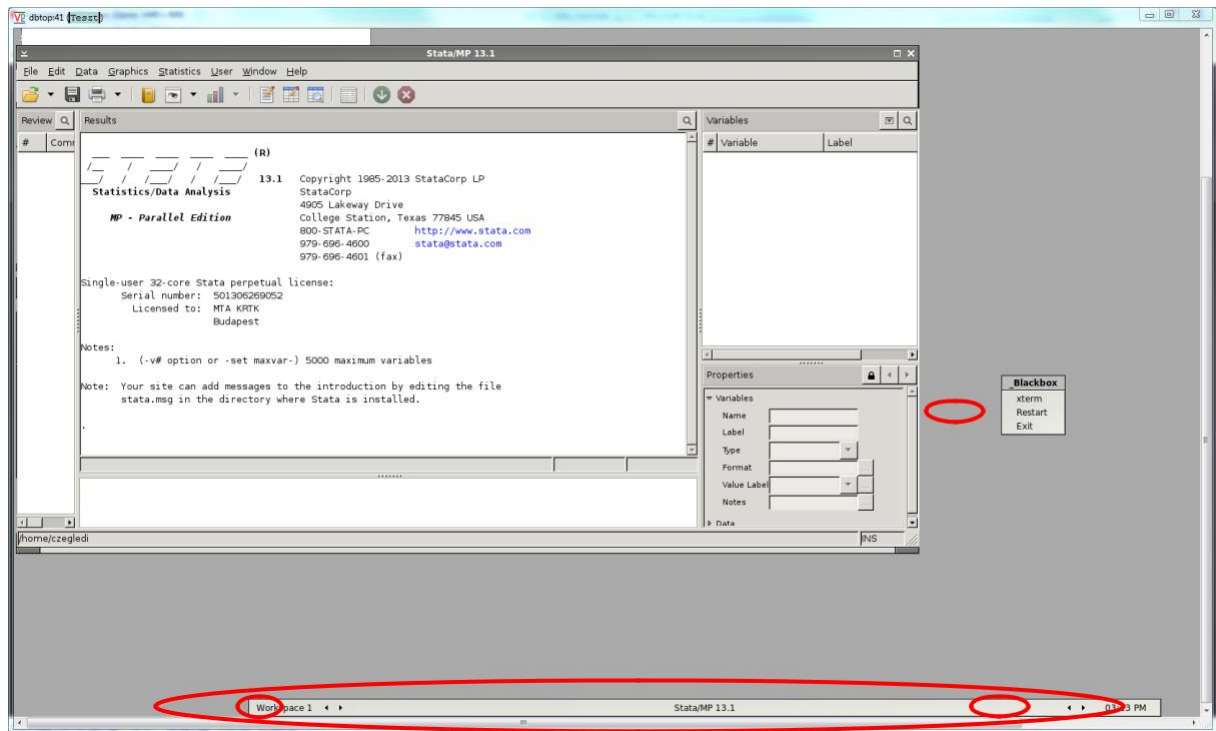 dbtop:41 (Teszt)
Stata/MP 13.1
File Edit Data Graphics Statistics User Window Help
Review
Results
Variables
# Comm
# Variable Label
(R)
13.1 Copyright 1985-2013 StataCorp LP
Statistics/Data Analysis StataCorp
4905 Lakeway Drive
MP - Parallel Edition College Station, Texas 77845 USA
800-STATA-PC http://www.stata.com
979-696-4600 stata@stata.com
979-696-4601 (fax)
Single-user 32-core Stata perpetual license:
Serial number: 501306269052
Licensed to: MTA KRTK
Budapest
Notes:
1. (-v# option or -set maxvar-) 5000 maximum variables
Note: Your site can add messages to the introduction by editing the file
stata.msg in the directory where Stata is installed.
.
Properties
Variables
Name
Label
Type
Format
Value Label
Notes
Data
/home/czegledi
INS
Blackbox
xterm
Restart
Exit
Workspace 1
Stata/MP 13.1
PM